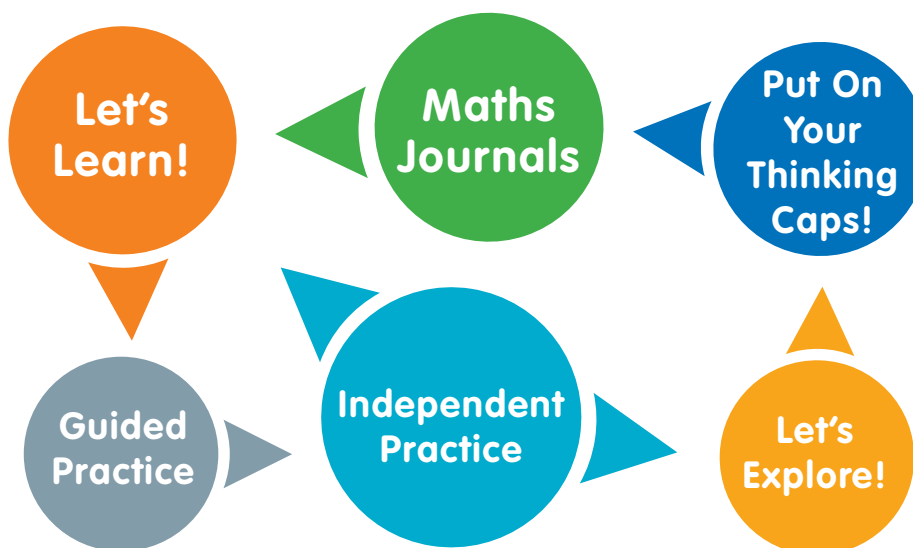 Let's
Learn!
Maths
Journals
Put On
Your
Thinking
Caps!
Guided
Practice
Independent
Practice
Let's
Explore!